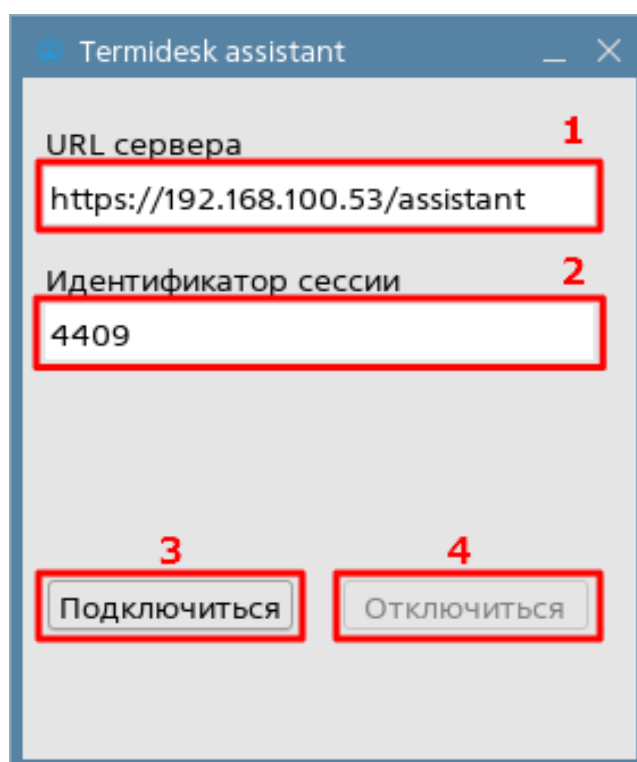 Termidesk assistant
URL сервера 1
https://192.168.100.53/assistant
Идентификатор сессии 2
4409
3 4
Подключиться Отключиться